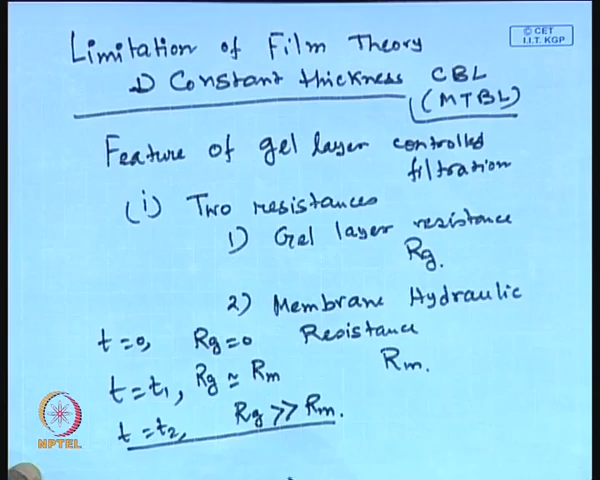 Limitation of Film Theory
1) Constant thickness CBL
(MTBL)
Feature of gel layer controlled
filtration
(i) Two resistances
1) Gel layer resistance
Rg.
2) Membrane Hydraulic
Resistance
Rm.
t=0, Rg=0
t=t1, Rg≃Rm
t=t2, Rg>>Rm.
© CET
I.I.T. KGP
NPTEL